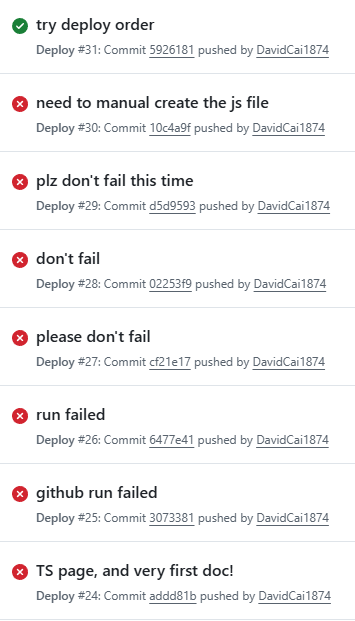 try deploy order
Deploy #31: Commit 5926181 pushed by DavidCai1874
need to manual create the js file
Deploy #30: Commit 10c4a9f pushed by DavidCai1874
plz don't fail this time
Deploy #29: Commit d5d9593 pushed by DavidCai1874
don't fail
Deploy #28: Commit 02253f9 pushed by DavidCai1874
please don't fail
Deploy #27: Commit cf21e17 pushed by DavidCai1874
run failed
Deploy #26: Commit 6477e41 pushed by DavidCai1874
github run failed
Deploy #25: Commit 3073381 pushed by DavidCai1874
TS page, and very first doc!
Deploy #24: Commit addd81b pushed by DavidCai1874